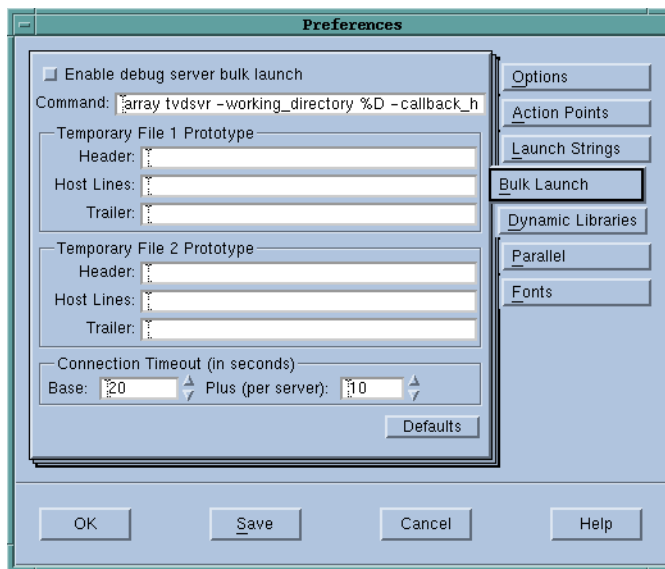 Preferences
Enable debug server bulk launch
Command: array tvdsvr -working_directory %D -callback_h
Temporary File 1 Prototype
Header:
Host Lines:
Trailer:
Temporary File 2 Prototype
Header:
Host Lines:
Trailer:
Connection Timeout (in seconds)
Base: 20 Plus (per server): 10
Defaults
Options
Action Points
Launch Strings
Bulk Launch
Dynamic Libraries
Parallel
Fonts
OK Save Cancel Help